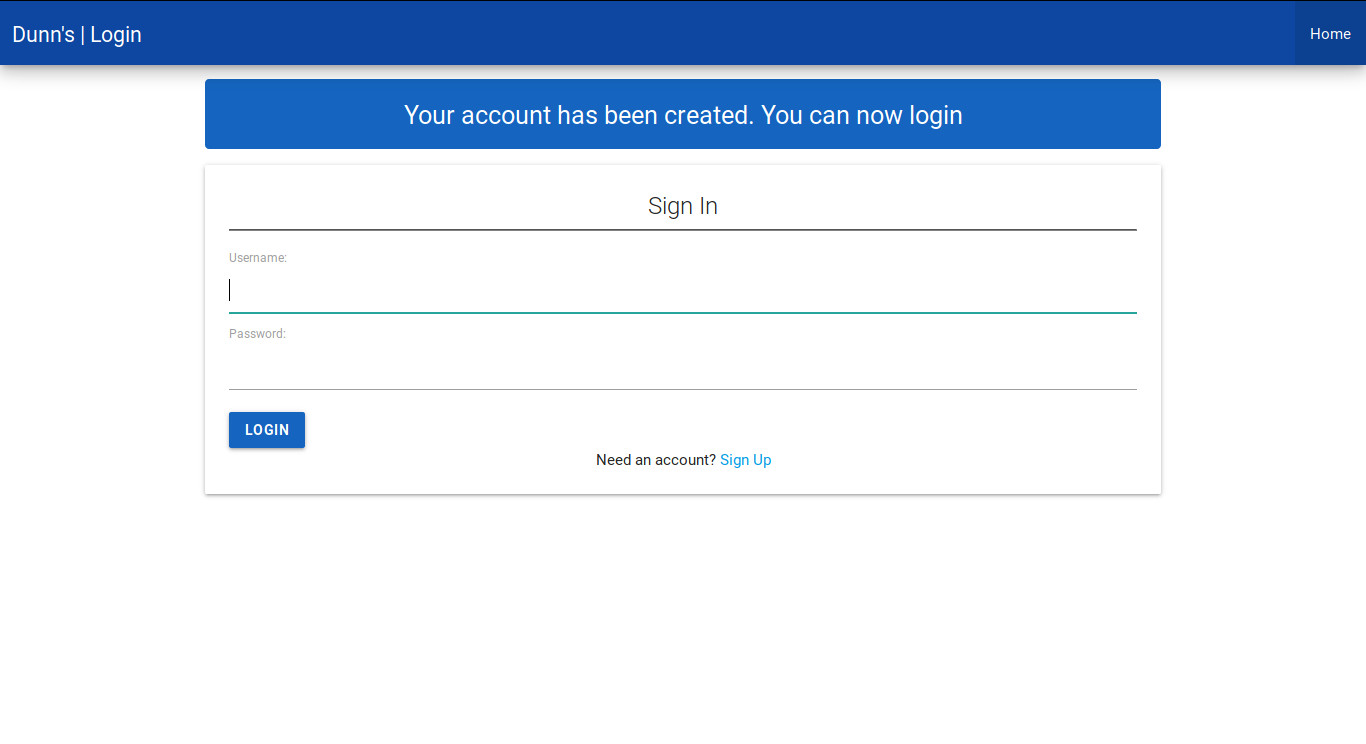 Dunn's | Login
Home
Your account has been created. You can now login
Sign In
Username:
Password:
LOGIN
Need an account? Sign Up